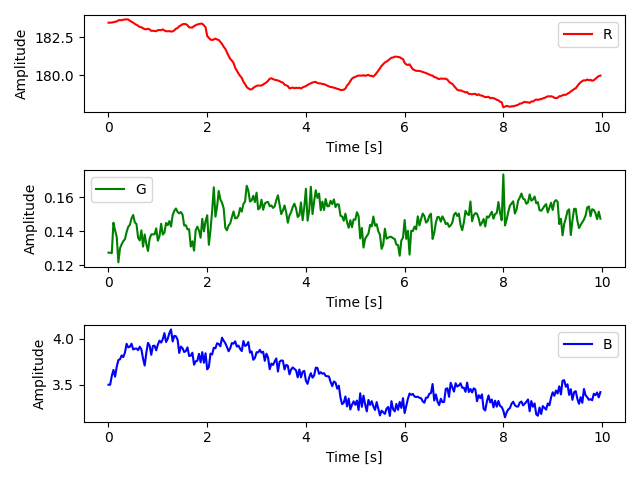 R
182.5
180.0
Amplitude
0 2 4 6 8 10
Time [s]
G
0.16
0.14
0.12
Amplitude
0 2 4 6 8 10
Time [s]
B
4.0
3.5
Amplitude
0 2 4 6 8 10
Time [s]